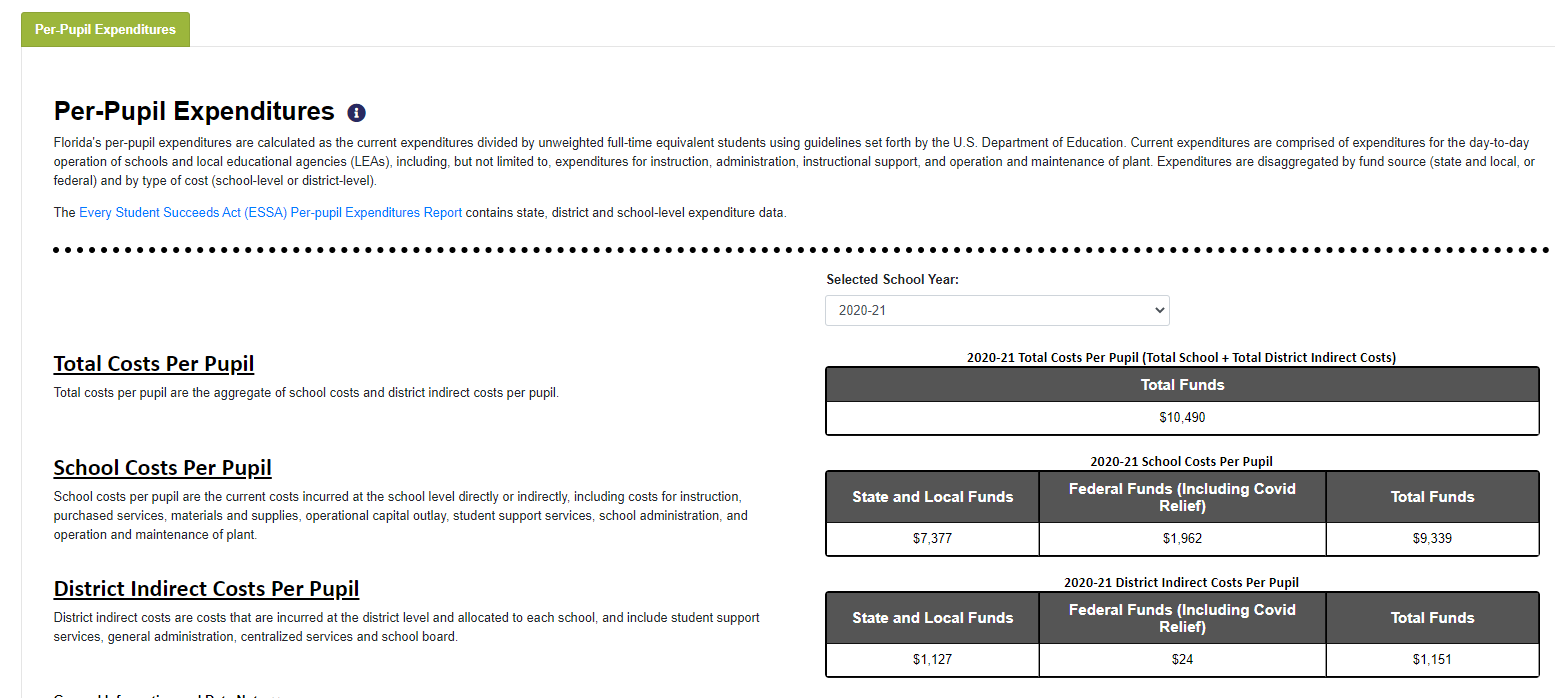 Per-Pupil Expenditures
Per-Pupil Expenditures
Florida's per-pupil expenditures are calculated as the current expenditures divided by unweighted full-time equivalent students using guidelines set forth by the U.S. Department of Education. Current expenditures are comprised of expenditures for the day-to-day
operation of schools and local educational agencies (LEAs), including, but not limited to, expenditures for instruction, administration, instructional support, and operation and maintenance of plant. Expenditures are disaggregated by fund source (state and local, or
federal) and by type of cost (school-level or district-level).
The Every Student Succeeds Act (ESSA) Per-pupil Expenditures Report contains state, district and school-level expenditure data.
Selected School Year:
2020-21
Total Costs Per Pupil
Total costs per pupil are the aggregate of school costs and district indirect costs per pupil.
2020-21 Total Costs Per Pupil (Total School + Total District Indirect Costs)
Total Funds
$10,490
School Costs Per Pupil
School costs per pupil are the current costs incurred at the school level directly or indirectly, including costs for instruction,
purchased services, materials and supplies, operational capital outlay, student support services, school administration, and
operation and maintenance of plant.
2020-21 School Costs Per Pupil
State and Local Funds
Federal Funds (Including Covid
Relief)
Total Funds
$7,377
$1,962
$9,339
District Indirect Costs Per Pupil
District indirect costs are costs that are incurred at the district level and allocated to each school, and include student support
services, general administration, centralized services and school board.
2020-21 District Indirect Costs Per Pupil
State and Local Funds
Federal Funds (Including Covid
Relief)
Total Funds
$1,127
$24
$1,151